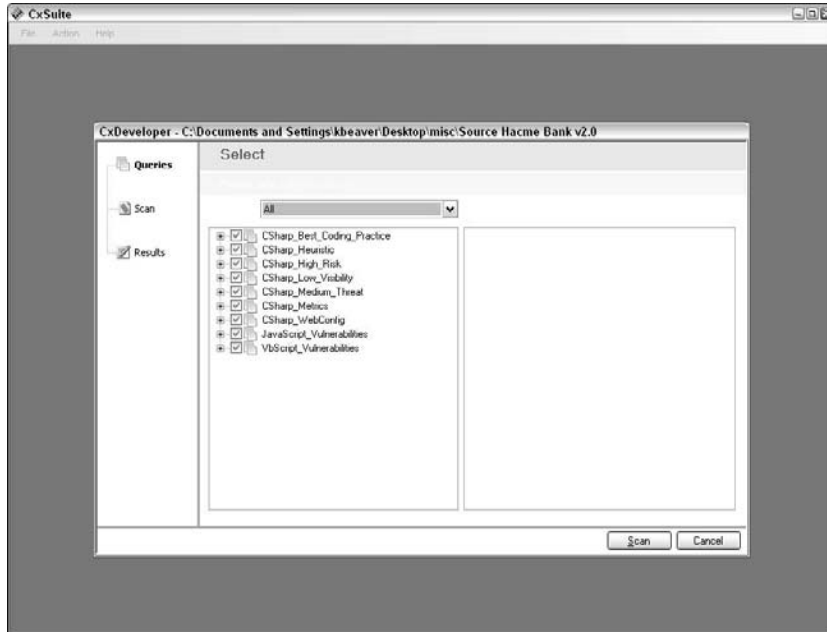 CxSuite
File Action Help
CxDeveloper - C:\Documents and Settings\kbeaver\Desktop\misc\Source Hacme Bank v2.0
Queries
Scan
Results
Select
All
CSharp_Best_Coding_Practice
CSharp_Heuristic
CSharp_High_Risk
CSharp_Low_Visibility
CSharp_Medium_Threat
CSharp_Metrics
CSharp_WebConfig
JavaScript_Vulnerabilities
VbScript_Vulnerabilities
Scan Cancel